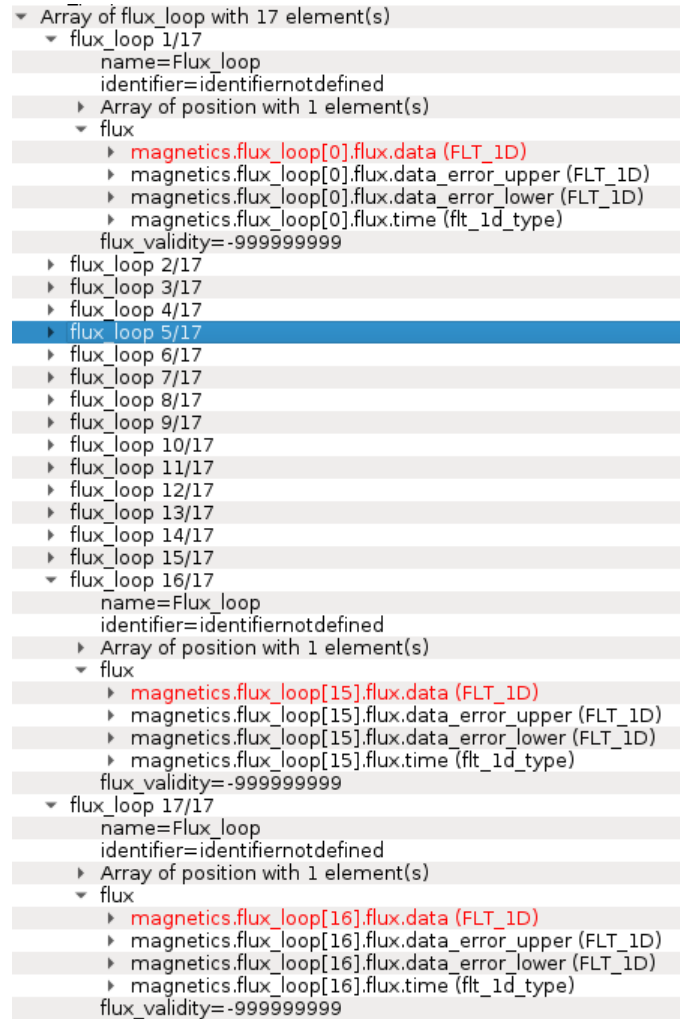 Array of flux_loop with 17 element(s)
flux_loop 1/17
name=Flux_loop
identifier=identifiernotdefined
Array of position with 1 element(s)
flux
magnetics.flux_loop[0].flux.data (FLT_1D)
magnetics.flux_loop[0].flux.data_error_upper (FLT_1D)
magnetics.flux_loop[0].flux.data_error_lower (FLT_1D)
magnetics.flux_loop[0].flux.time (flt_1d_type)
flux_validity=-999999999
flux_loop 2/17
flux_loop 3/17
flux_loop 4/17
flux_loop 5/17
flux_loop 6/17
flux_loop 7/17
flux_loop 8/17
flux_loop 9/17
flux_loop 10/17
flux_loop 11/17
flux_loop 12/17
flux_loop 13/17
flux_loop 14/17
flux_loop 15/17
flux_loop 16/17
name=Flux_loop
identifier=identifiernotdefined
Array of position with 1 element(s)
flux
magnetics.flux_loop[15].flux.data (FLT_1D)
magnetics.flux_loop[15].flux.data_error_upper (FLT_1D)
magnetics.flux_loop[15].flux.data_error_lower (FLT_1D)
magnetics.flux_loop[15].flux.time (flt_1d_type)
flux_validity=-999999999
flux_loop 17/17
name=Flux_loop
identifier=identifiernotdefined
Array of position with 1 element(s)
flux
magnetics.flux_loop[16].flux.data (FLT_1D)
magnetics.flux_loop[16].flux.data_error_upper (FLT_1D)
magnetics.flux_loop[16].flux.data_error_lower (FLT_1D)
magnetics.flux_loop[16].flux.time (flt_1d_type)
flux_validity=-999999999